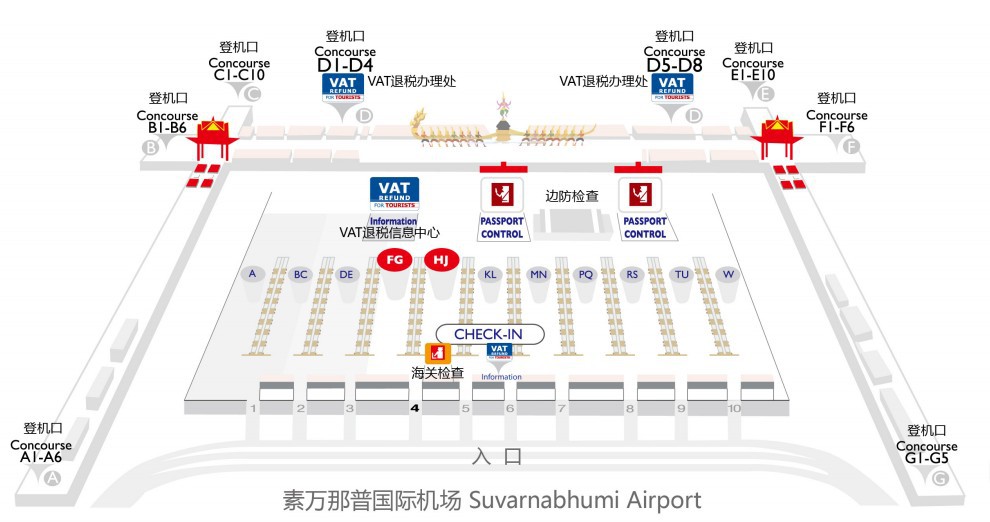 登机口
Concourse
C1-C10
C
登机口
Concourse
D1-D4
VAT
REFUND
FOR TOURISTS
VAT退税办理处
D
登机口
Concourse
D5-D8
VAT退税办理处
VAT
REFUND
FOR TOURISTS
D
登机口
Concourse
E1-E10
E
登机口
Concourse
B1-B6
B
登机口
Concourse
F1-F6
F
VAT
REFUND
FOR TOURISTS
Information
VAT退税信息中心
PASSPORT
CONTROL
边防检查
PASSPORT
CONTROL
A
BC
DE
FG
HJ
KL
MN
PQ
RS
TU
W
CHECK-IN
海关检查
VAT
REFUND
FOR TOURISTS
Information
1 2 3 4 5 6 7 8 9 10
登机口
Concourse
A1-A6
A
登机口
Concourse
G1-G5
G
入口
素万那普国际机场 Suvarnabhumi Airport